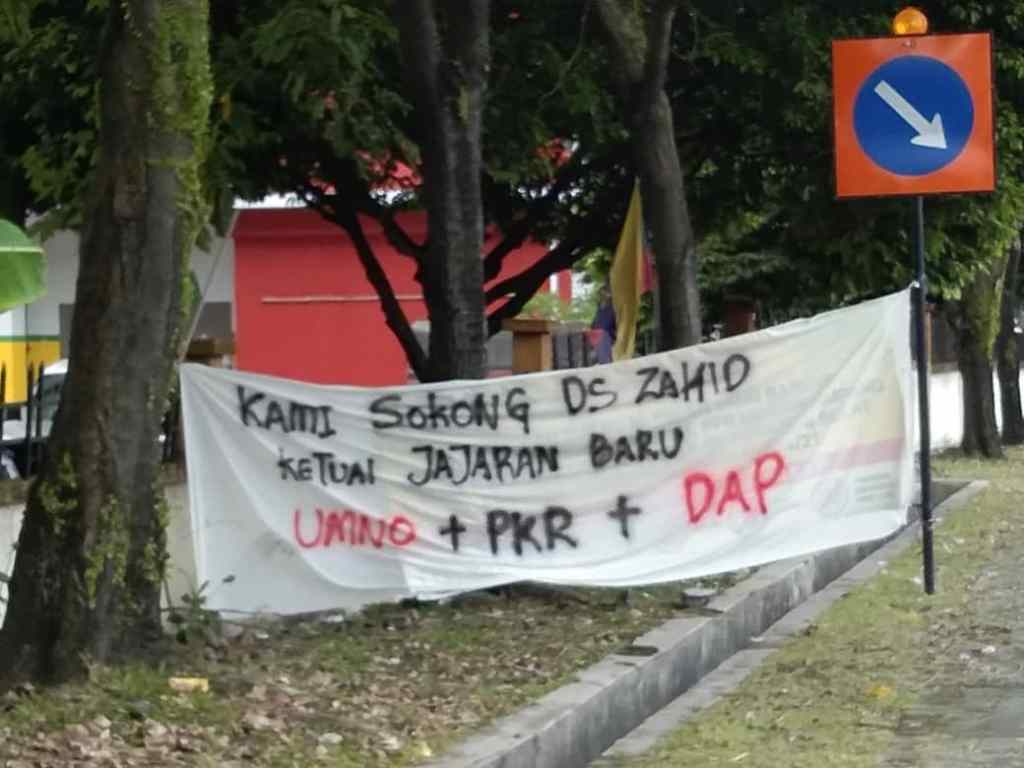 KAMI SOKONG DS ZAHID
KETUAI JAJARAN BARU
UMNO + PKR + DAP